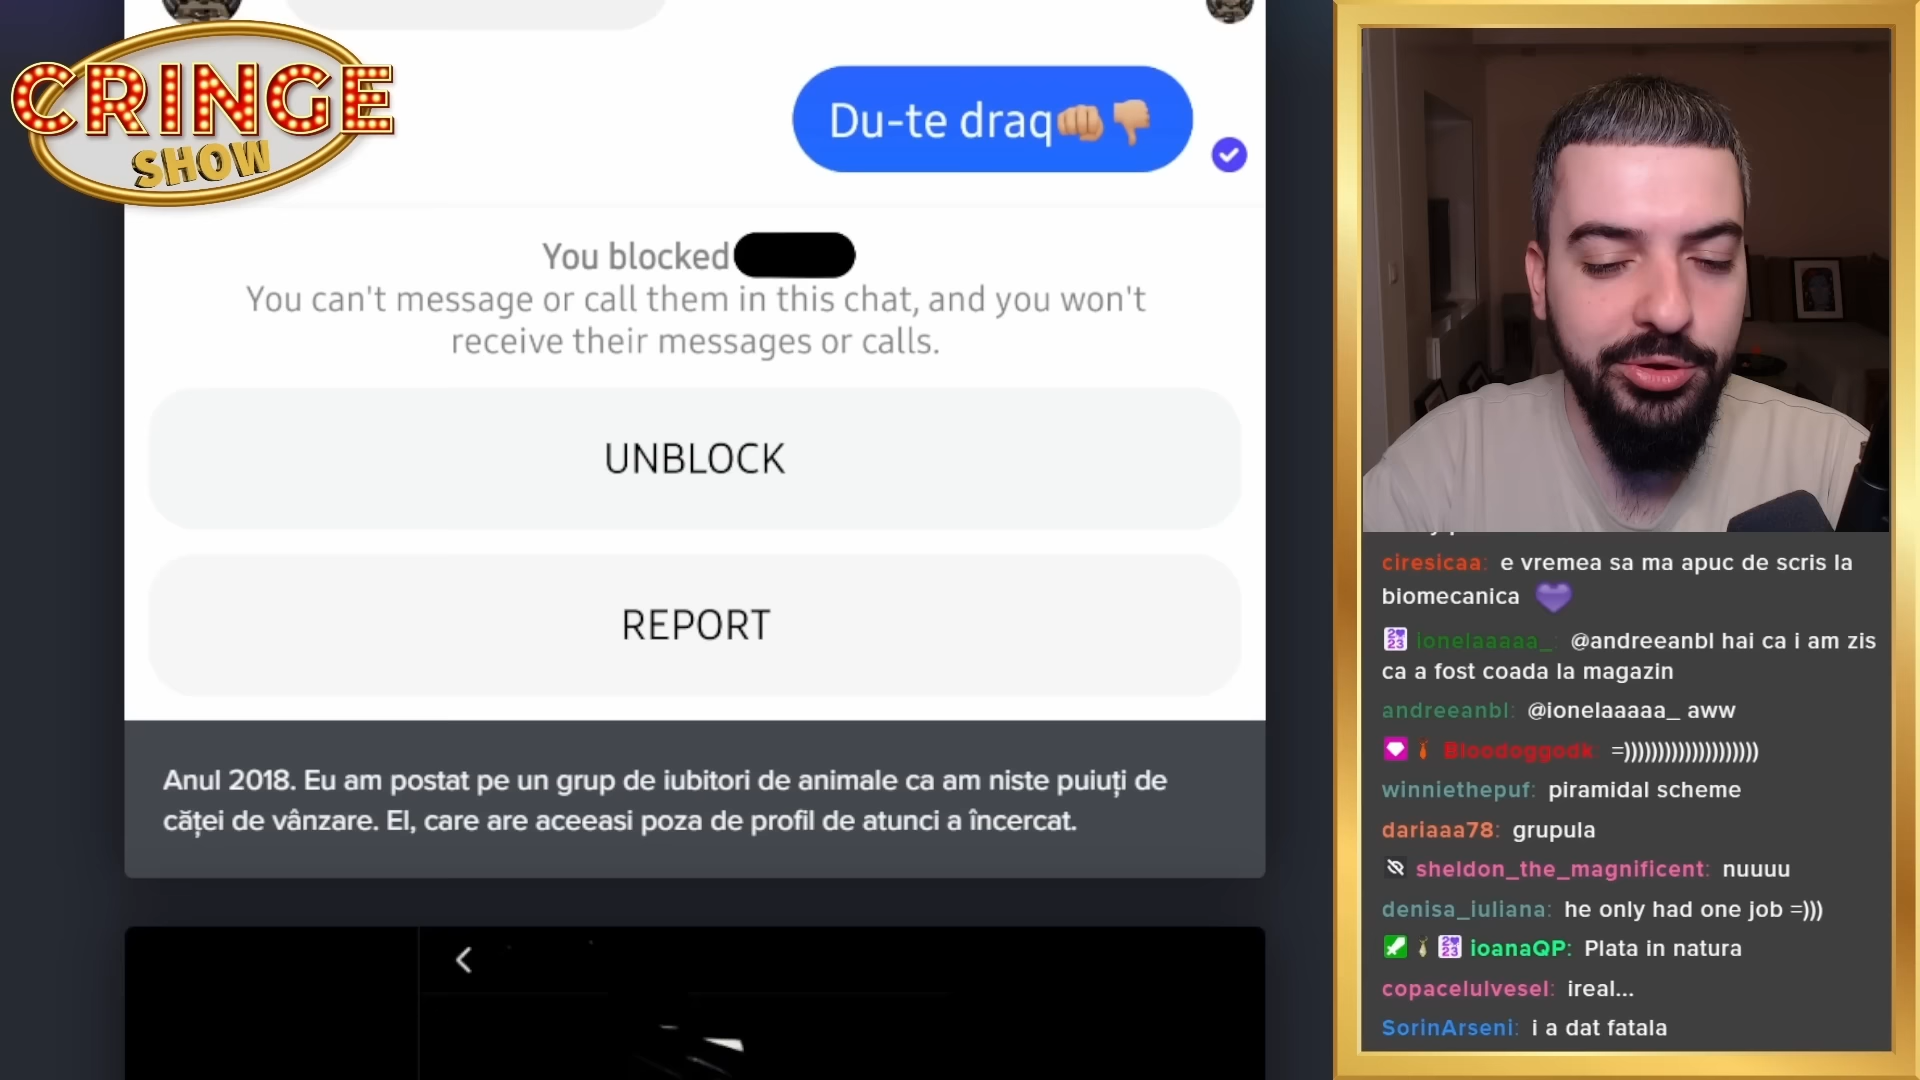 CRINGE
SHOW
Du-te draq👊🏼👎🏼
You blocked
You can't message or call them in this chat, and you won't
receive their messages or calls.
UNBLOCK
REPORT
Anul 2018. Eu am postat pe un grup de iubitori de animale ca am niste puiuți de
căței de vânzare. El, care are aceeasi poza de profil de atunci a încercat.
ciresicaa: e vremea sa ma apuc de scris la
biomecanica 💜
ionelaaaaa_: @andreeanbl hai ca i am zis
ca a fost coada la magazin
andreeanbl: @ionelaaaaa_ aww
Bloodoggodk: =)))))))))))))))))))
winniethepuf: piramidal scheme
dariaaa78: grupula
sheldon_the_magnificent: nuuuu
denisa_iuliana: he only had one job =)))
ioanaQP: Plata in natura
copacelulvesel: ireal...
SorinArseni: i a dat fatala